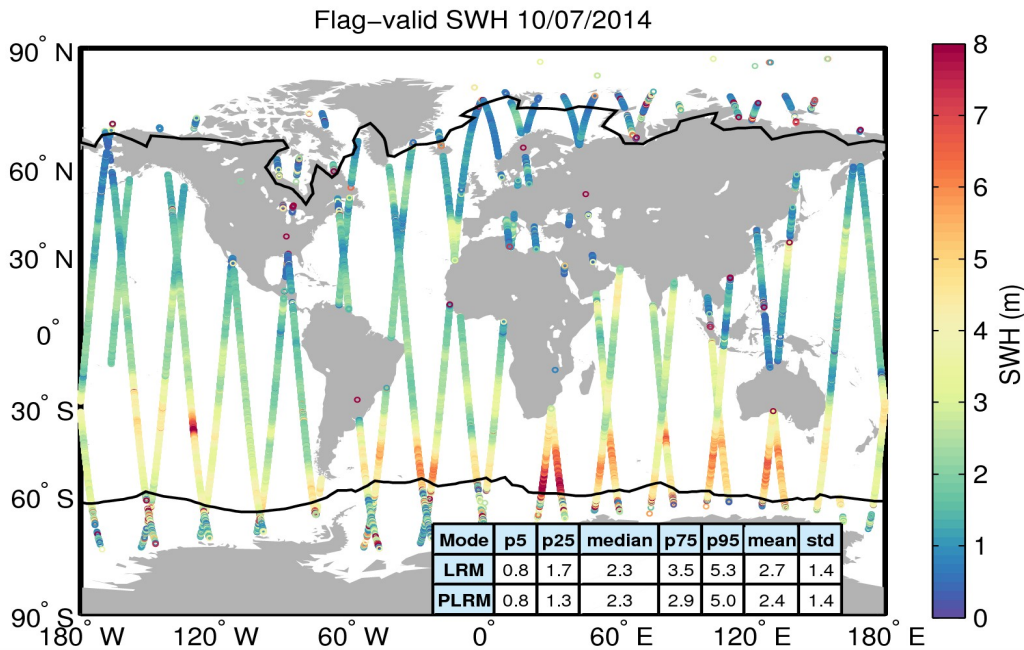 Flag-valid SWH 10/07/2014
90° N
60° N
30° N
0°
30° S
60° S
90° S
180° W
120° W
60° W
0°
60° E
120° E
180° E
Mode p5 p25 median p75 p95 mean std
LRM 0.8 1.7 2.3 3.5 5.3 2.7 1.4
PLRM 0.8 1.3 2.3 2.9 5.0 2.4 1.4
8
7
6
5
4
3
2
1
0
SWH (m)